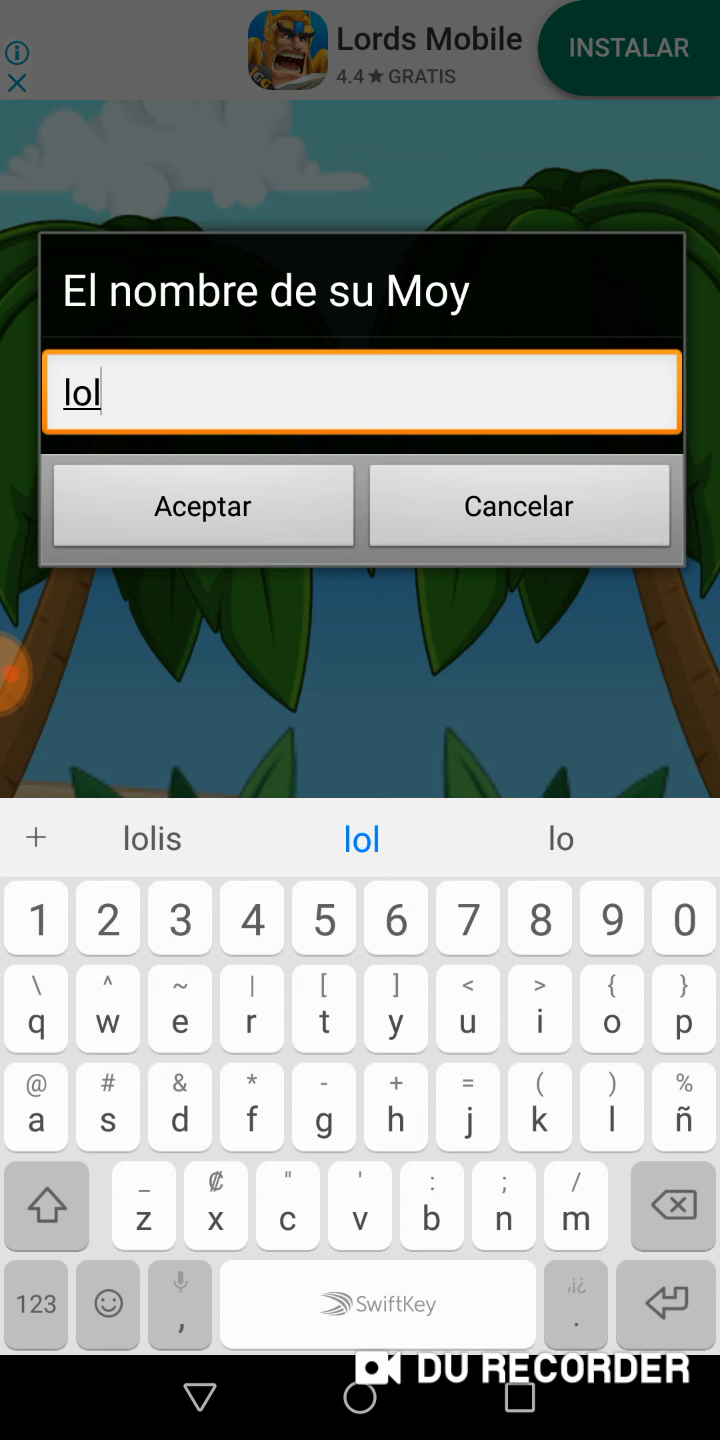 Lords Mobile
4.4★ GRATIS
INSTALAR
IGG
El nombre de su Moy
lol
Aceptar Cancelar
+ lolis lol lo
1 2 3 4 5 6 7 8 9 0
\ ^ ~ | [ ] < > { }
q w e r t y u i o p
@ # & * - + = ( ) %
a s d f g h j k l ñ
_ ₡ " ' : ; /
z x c v b n m
123 , SwiftKey ,¡¿ .
DU RECORDER